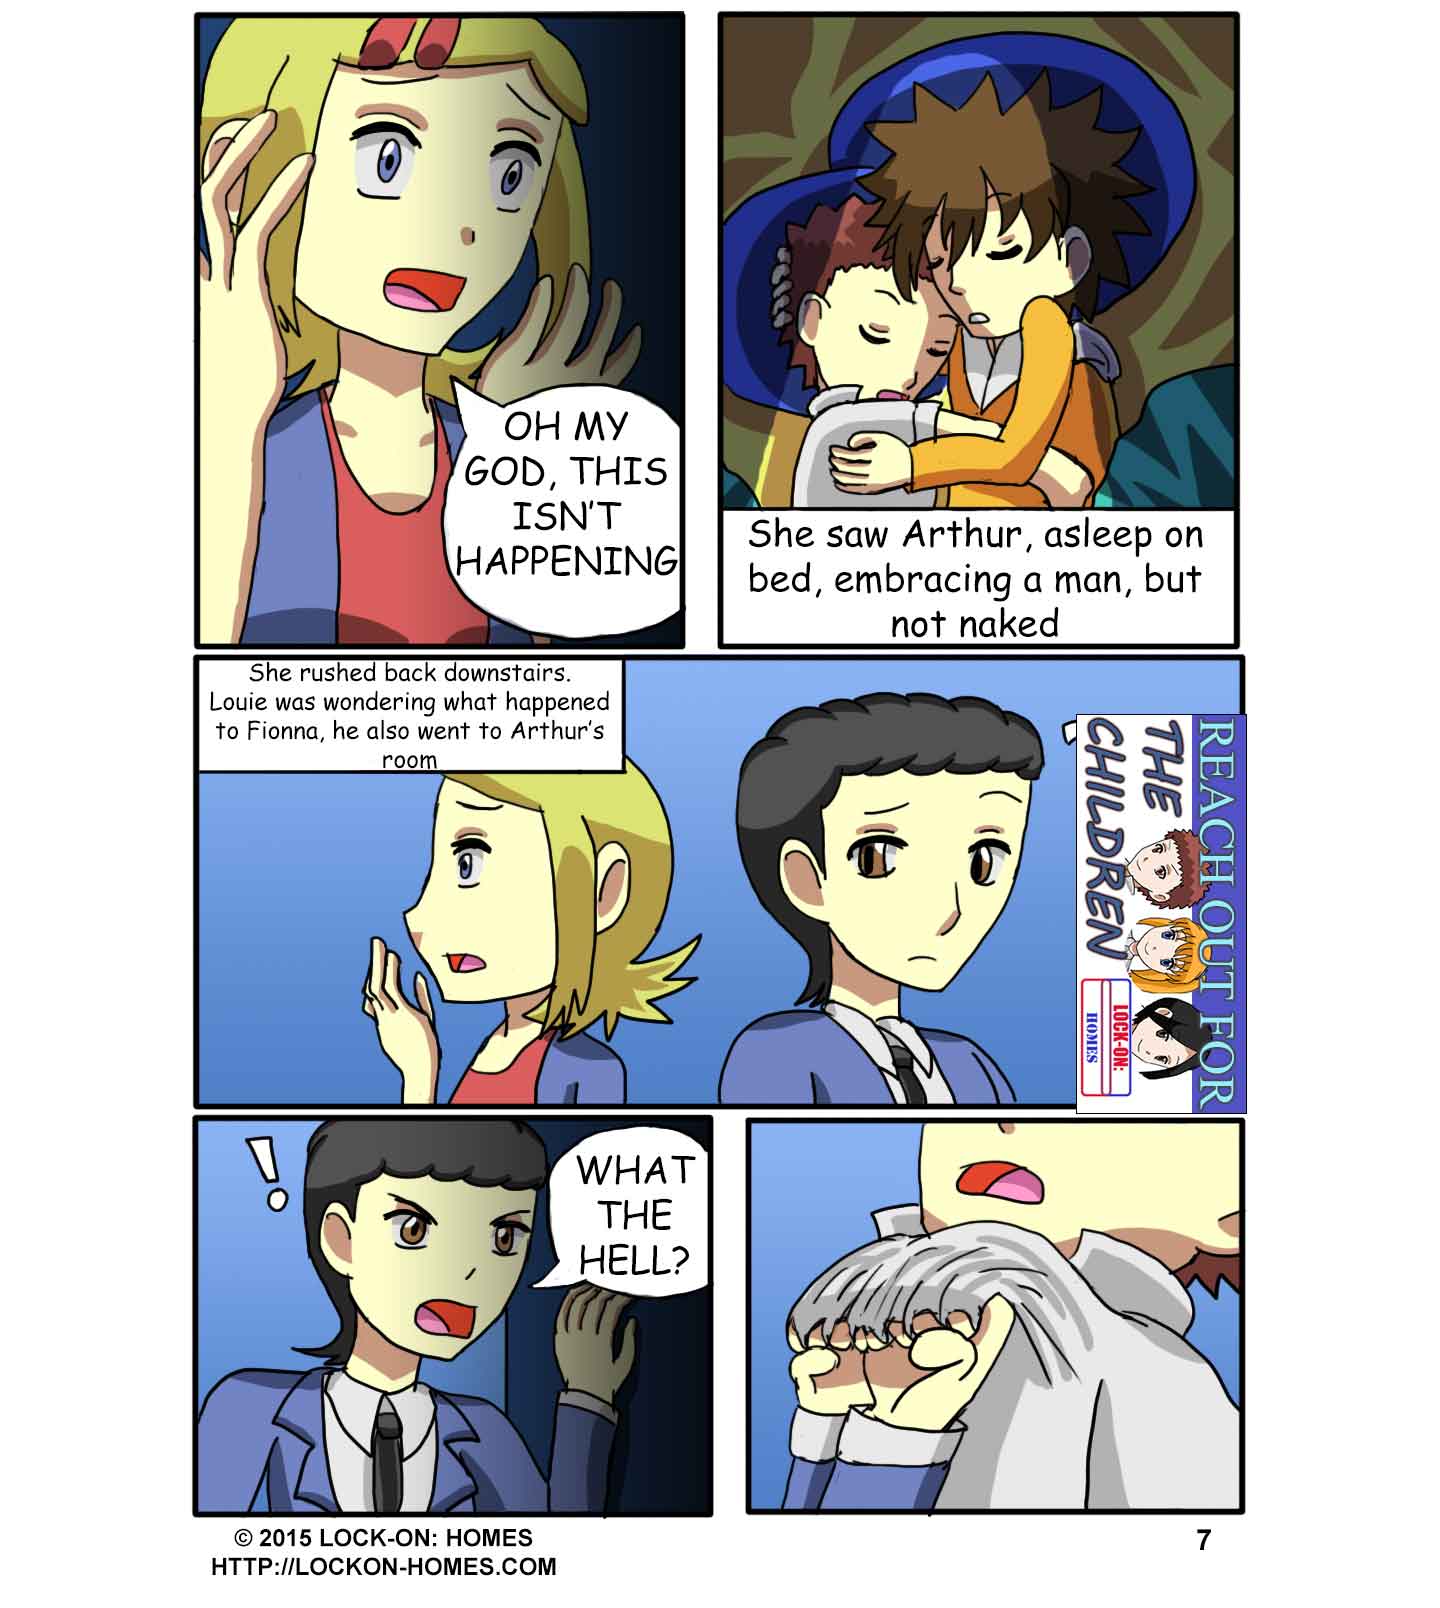 OH MY
GOD, THIS
ISN'T
HAPPENING
She saw Arthur, asleep on
bed, embracing a man, but
not naked
She rushed back downstairs.
Louie was wondering what happened
to Fionna, he also went to Arthur's
room
REACH OUT FOR
THE
CHILDREN
LOCK-ON:
HOMES
!
WHAT
THE
HELL?
© 2015 LOCK-ON: HOMES
HTTP://LOCKON-HOMES.COM
7